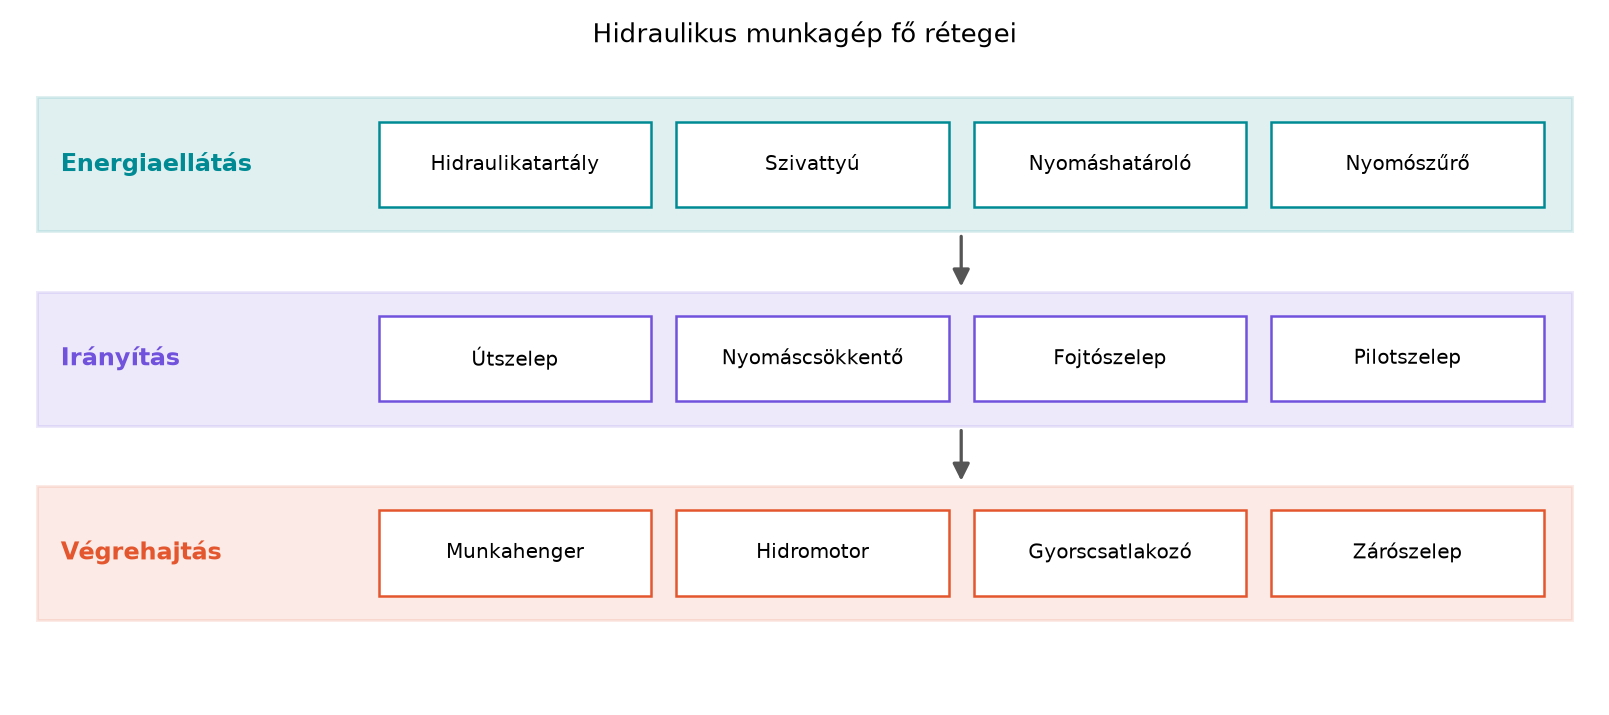 Hidraulikus munkagép fő rétegei
Energiaellátás
Hidraulikatartály
Szivattyú
Nyomáshatároló
Nyomószűrő
Irányítás
Útszelep
Nyomáscsökkentő
Fojtószelep
Pilotszelep
Végrehajtás
Munkahenger
Hidromotor
Gyorscsatlakozó
Zárószelep